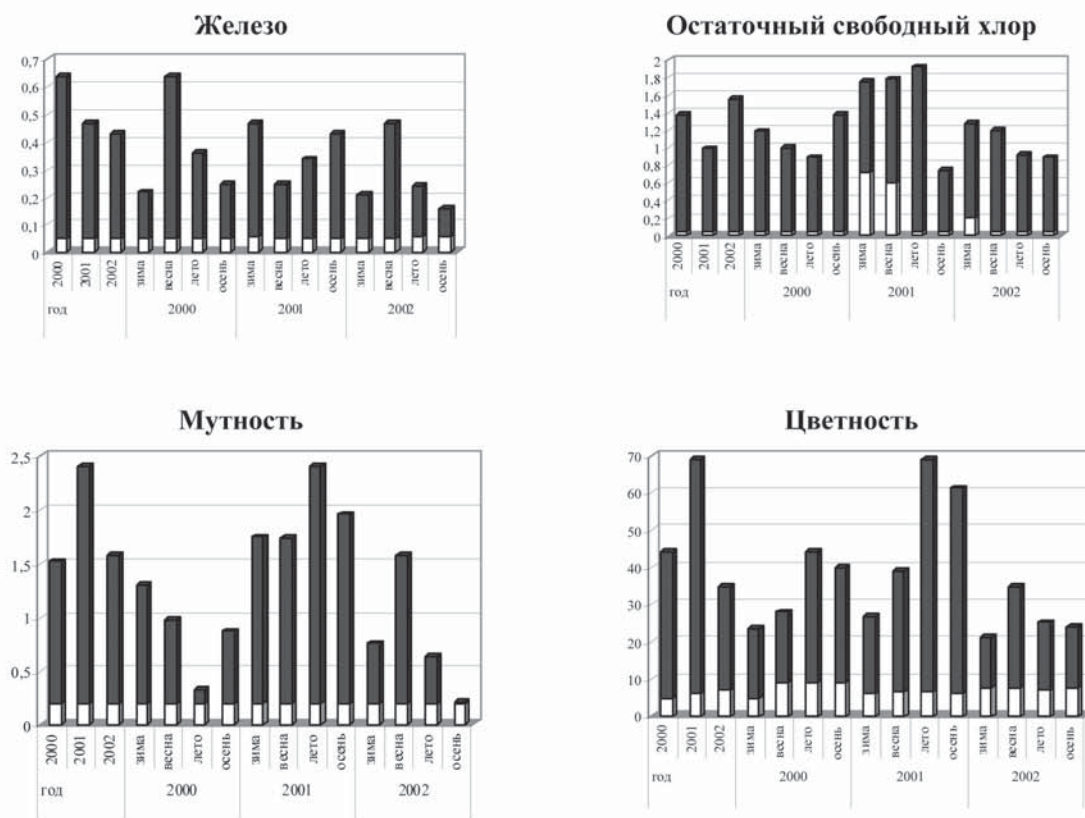 Железо
0,7
0,6
0,5
0,4
0,3
0,2
0,1
0
2000 2001 2002 зима весна лето осень зима весна лето осень зима весна лето осень
год 2000 2001 2002
Остаточный свободный хлор
2
1,8
1,6
1,4
1,2
1
0,8
0,6
0,4
0,2
0
2000 2001 2002 зима весна лето осень зима весна лето осень зима весна лето осень
год 2000 2001 2002
Мутность
2,5
2
1,5
1
0,5
0
2000 2001 2002 зима весна лето осень зима весна лето осень зима весна лето осень
год 2000 2001 2002
Цветность
70
60
50
40
30
20
10
0
2000 2001 2002 зима весна лето осень зима весна лето осень зима весна лето осень
год 2000 2001 2002